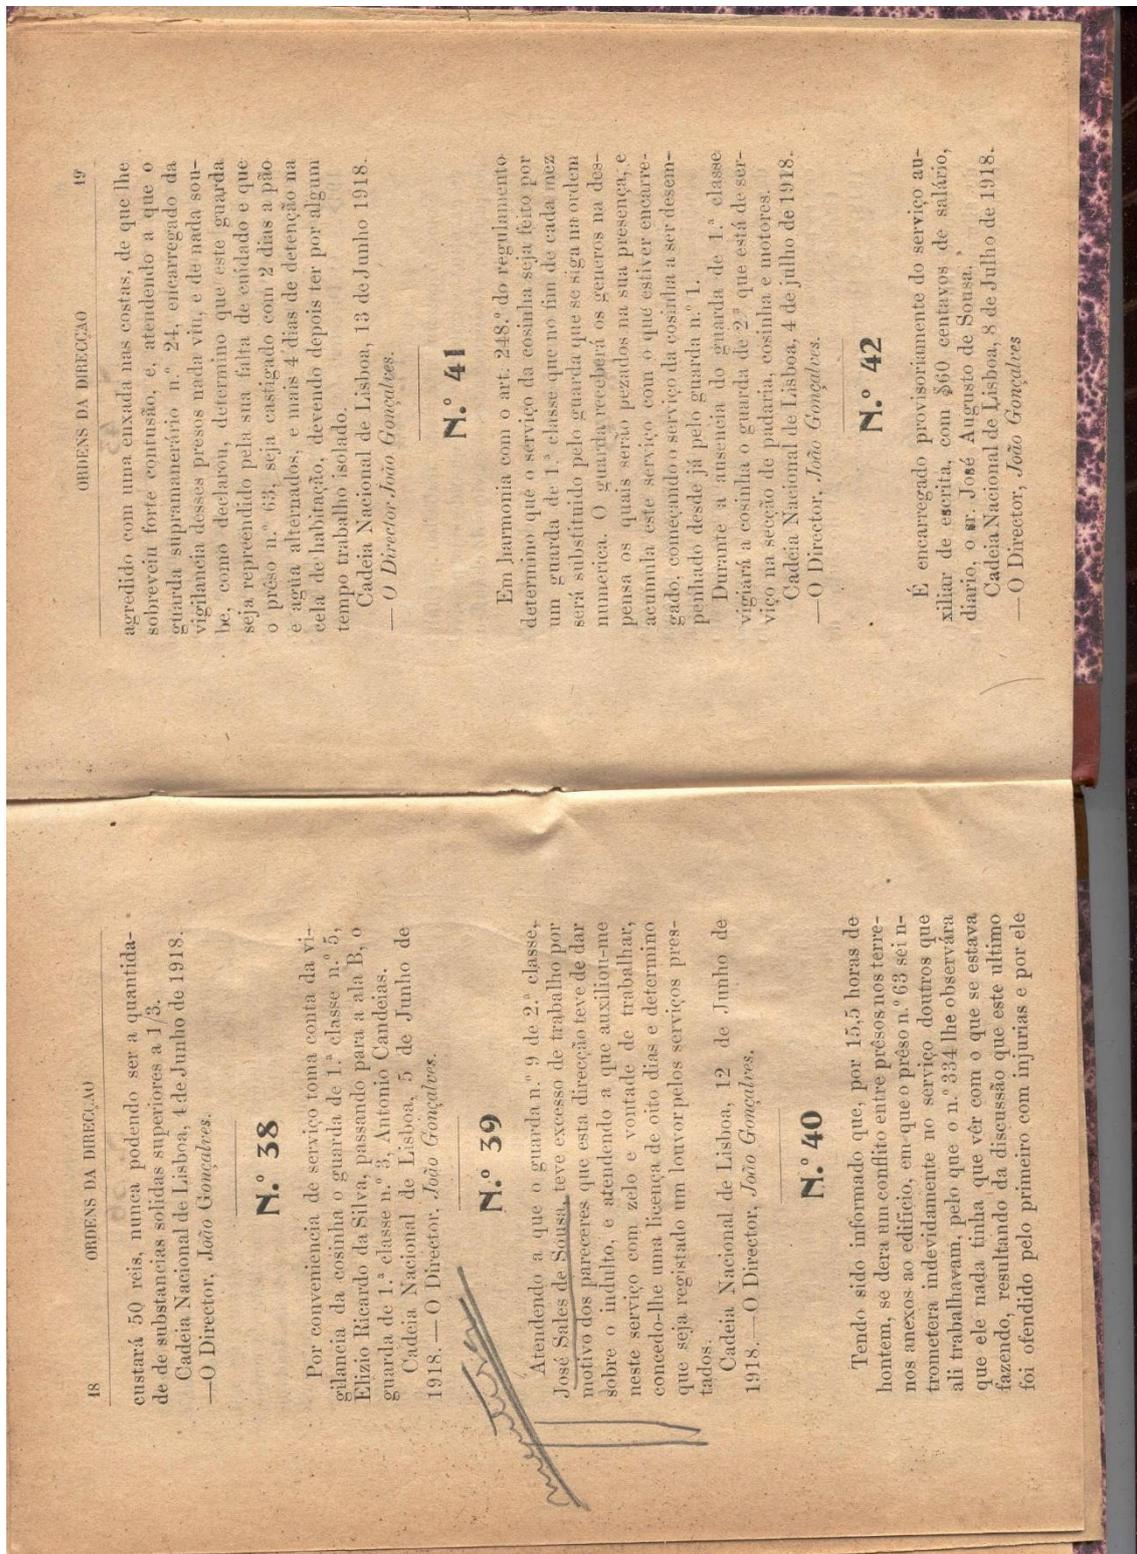 18 ORDENS DA DIRECÇAO
custará 50 reis, nunca podendo ser a quantida-
de de substancias solidas superiores a 1/3.
Cadeia Nacional de Lisboa, 4 de Junho de 1918.
—O Director, João Gonçalves.
N.º 38
Por conveniencia de serviço toma conta da vi-
gilancia da cosinha o guarda de 1.ª classe n.º 5,
Elizio Ricardo da Silva, passando para a ala B, o
guarda de 1.ª classe n.º 3, Antonio Candeias.
Cadeia Nacional de Lisboa, 5 de Junho de
1918.—O Director, João Gonçalves.
N.º 39
Atendendo a que o guarda n.º 9 de 2.ª classe,
José Sales de Sousa, teve excesso de trabalho por
motivo dos pareceres que esta direcção teve de dar
sobre o indulto, e atendendo a que auxiliou-me
neste serviço com zelo e vontade de trabalhar,
concedo-lhe uma licença de oito dias e determino
que seja registado um louvor pelos serviços pres-
tados.
Cadeia Nacional de Lisboa, 12 de Junho de
1918.—O Director, João Gonçalves.
N.º 40
Tendo sido informado que, por 15,5 horas de
hontem, se dera um conflito entre prêsos nos terre-
nos anexos ao edificio, em que o prêso n.º 63 sei n-
trometera indevidamente no serviço doutros que
ali trabalhavam, pelo que o n.º 334 lhe observára
que ele nada tinha que vêr com o que se estava
fazendo, resultando da discussão que este ultimo
foi ofendido pelo primeiro com injurias e por ele
ORDENS DA DIRECÇAO 19
agredido com uma enxada nas costas, de que lhe
sobreveiu forte contusão, e, atendendo a que o
guarda supramanerário n.º 24, encarregado da
vigilancia desses presos nada viu, e de nada sou-
be, como declarou, determino que este guarda
seja repreendido pela sua falta de cuidado e que
o prêso n.º 63, seja castigado com 2 dias a pão
e agua alternados, e mais 4 dias de detenção na
cela de habitação, devendo depois ter por algum
tempo trabalho isolado.
Cadeia Nacional de Lisboa, 13 de Junho 1918.
—O Director João Gonçalves.
N.º 41
Em harmonia com o art. 248.º do regulamento
determino que o serviço da cosinha seja feito por
um guarda de 1.ª classe que no fin de cada mez
será substituido pelo guarda que se siga na ordem
numerica. O guarda receberá os generos na des-
pensa os quais serão pezados na sua presença, e
acumula este serviço com o que estiver encarre-
gado, começando o serviço da cosinha a ser desem-
penhado desde já pelo guarda n.º 1.
Durante a ausencia do guarda de 1.ª classe
vigiará a cosinha o guarda de 2.ª que está de ser-
viço na secção de padaria, cosinha e motores.
Cadeia Nacional de Lisboa, 4 de julho de 1918.
—O Director, João Gonçalves.
N.º 42
É encarregado provisoriamente do serviço au-
xiliar de escrita, com $60 centavos de salário,
diario, o sr. José Augusto de Sousa.
Cadeia Nacional de Lisboa, 8 de Julho de 1918.
—O Director, João Gonçalves